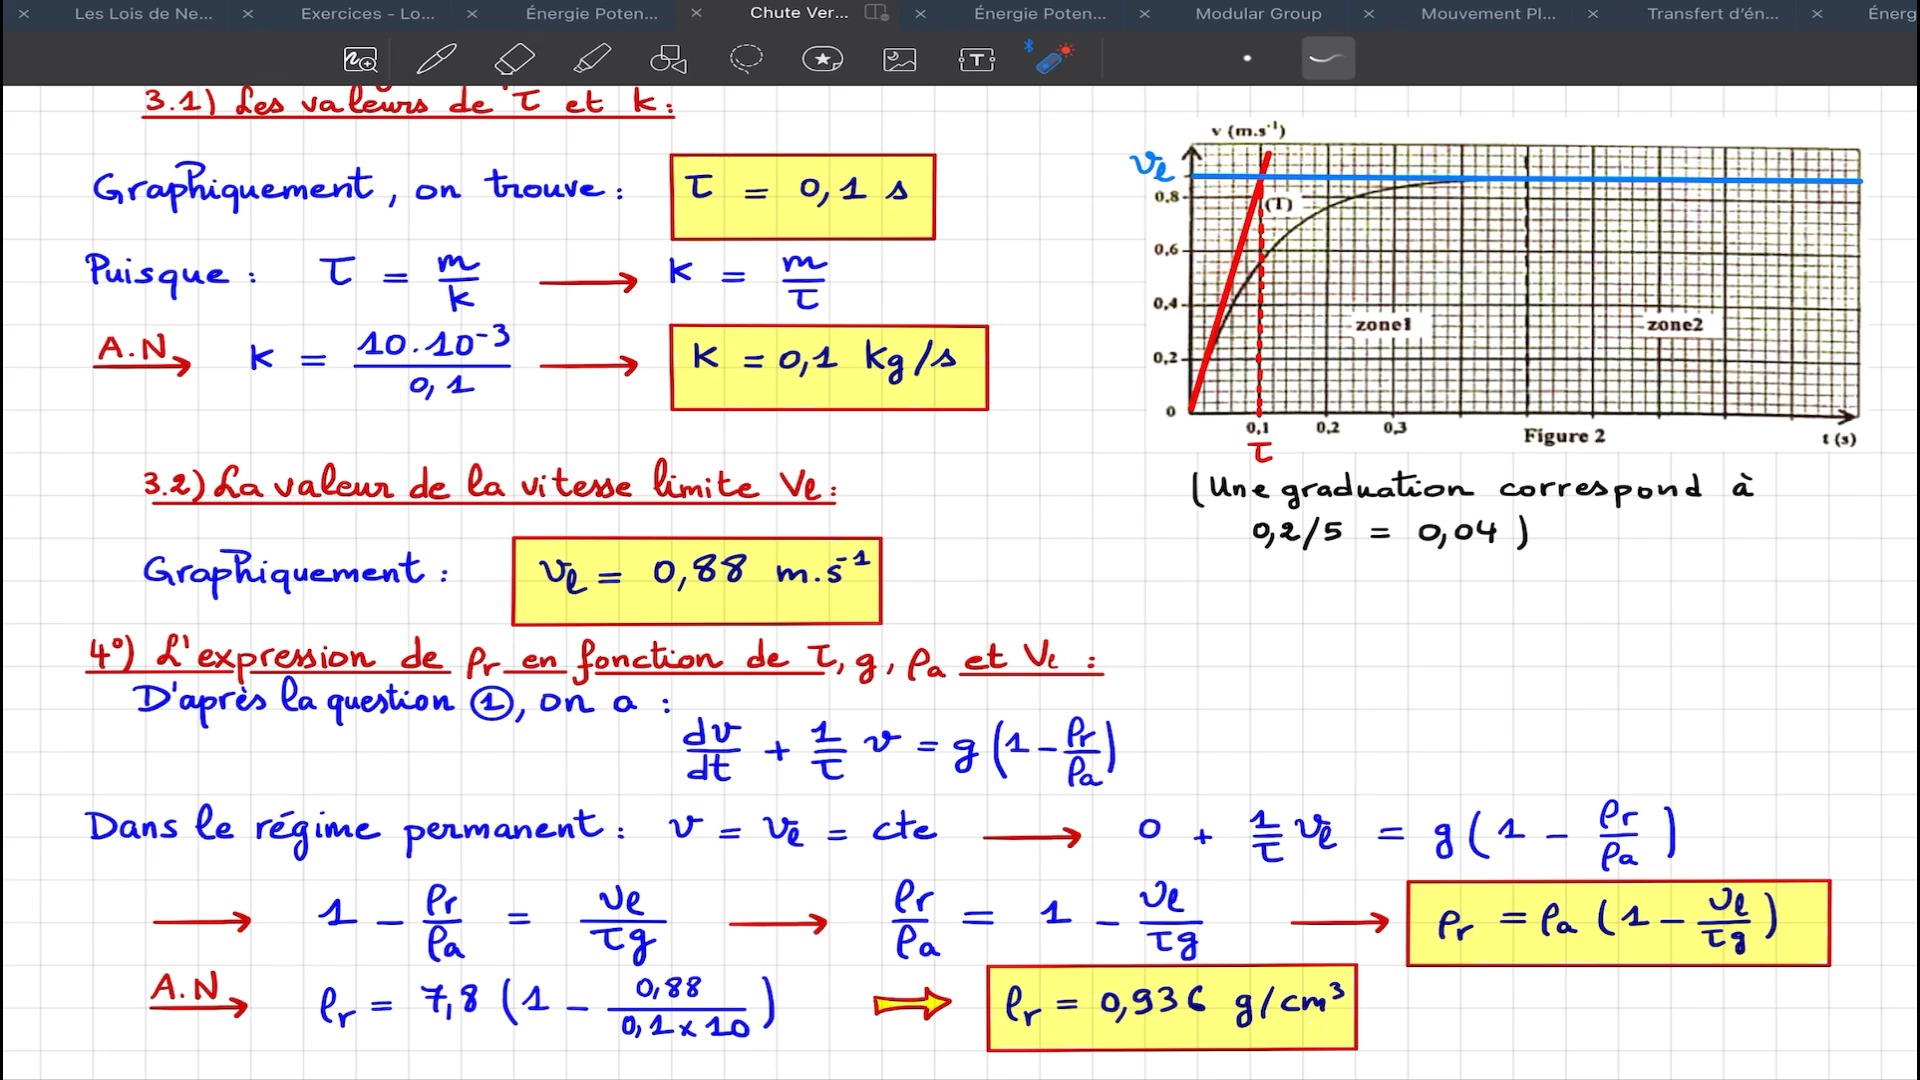 Les Lois de Ne...
Exercices - Lo...
Énergie Poten...
Chute Ver...
Énergie Poten...
Modular Group
Mouvement Pl...
Transfert d'én...
Énerg
3.1) Les valeurs de τ et k :
Graphiquement, on trouve : τ = 0,1 s
Puisque : τ = m/k → k = m/τ
A.N → k = 10.10⁻³/0,1 → K = 0,1 kg/s
3.2) La valeur de la vitesse limite Vℓ :
Graphiquement : vℓ = 0,88 m.s⁻¹
v (m.s⁻¹)
vℓ
0,8
(T)
0,6
0,4
zone1 zone2
0,2
0
0,1 0,2 0,3
Figure 2
t (s)
τ
(Une graduation correspond à
0,2/5 = 0,04 )
4°) L'expression de ρr en fonction de τ, g, ρa et Vℓ :
D'après la question ①, on a :
dv/dt + 1/τ v = g (1 - ρr/ρa)
Dans le régime permanent : v = vℓ = cte → 0 + 1/τ vℓ = g ( 1 - ρr/ρa )
→ 1 - ρr/ρa = vℓ/τg → ρr/ρa = 1 - vℓ/τg → ρr = ρa ( 1 - vℓ/τg )
A.N → ρr = 7,8 ( 1 - 0,88/0,1 x 10 ) ⇒ ρr = 0,936 g/cm³